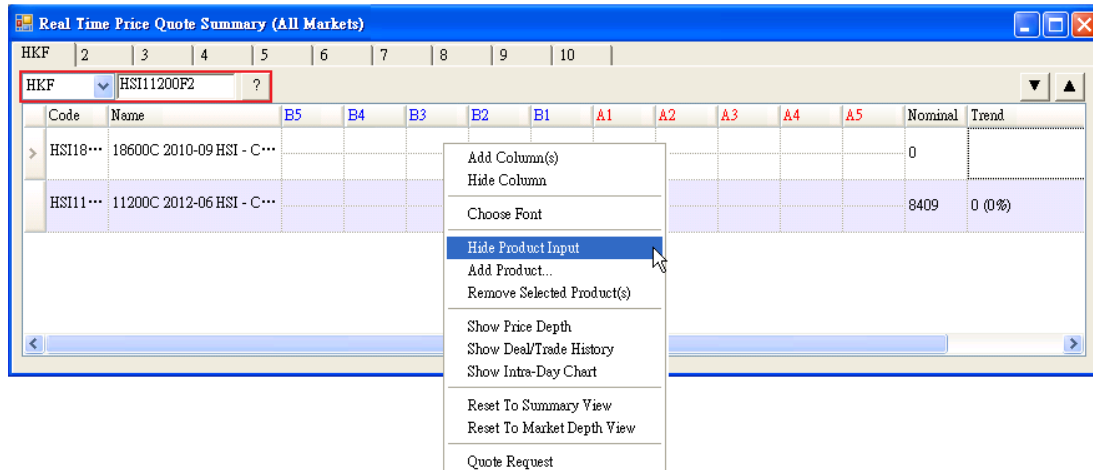 Real Time Price Quote Summary (All Markets)
HKF 2 3 4 5 6 7 8 9 10
HKF HSI11200F2 ? ▼ ▲
Code Name B5 B4 B3 B2 B1 A1 A2 A3 A4 A5 Nominal Trend
HSI18··· 18600C 2010-09 HSI - C··· 0
HSI11··· 11200C 2012-06 HSI - C··· 8409 0 (0%)
Add Column(s)
Hide Column
Choose Font
Hide Product Input
Add Product...
Remove Selected Product(s)
Show Price Depth
Show Deal/Trade History
Show Intra-Day Chart
Reset To Summary View
Reset To Market Depth View
Quote Request